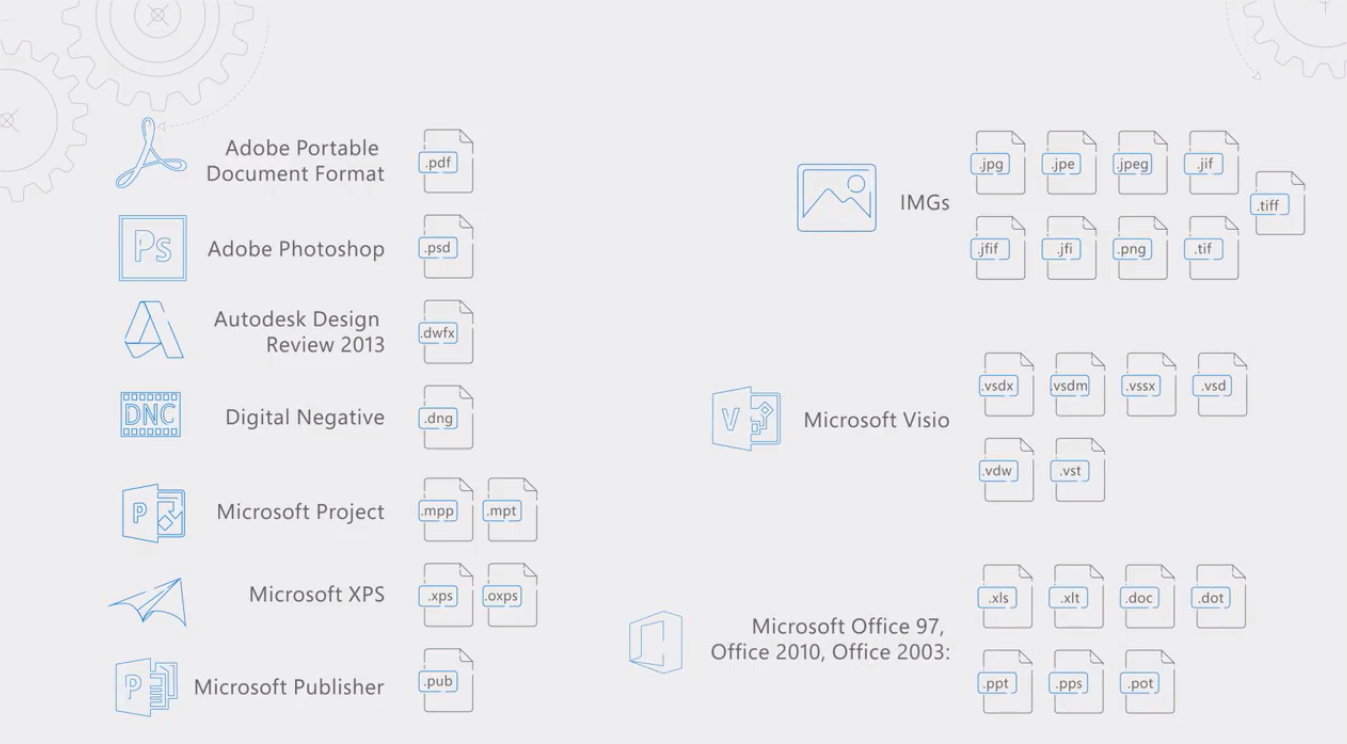 Adobe Portable
Document Format
.pdf
Ps
Adobe Photoshop
.psd
Autodesk Design
Review 2013
.dwfx
DNC
Digital Negative
.dng
P
Microsoft Project
.mpp .mpt
Microsoft XPS
.xps .oxps
P
Microsoft Publisher
.pub
IMGs
.jpg .jpe .jpeg .jif
.tiff
.jfif .jfi .png .tif
V
Microsoft Visio
.vsdx .vsdm .vssx .vsd
.vdw .vst
Microsoft Office 97,
Office 2010, Office 2003:
.xls .xlt .doc .dot
.ppt .pps .pot